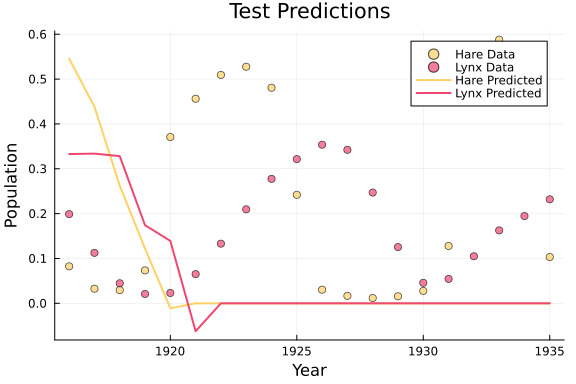 Test Predictions
Population
0.6
0.5
0.4
0.3
0.2
0.1
0.0
Hare Data
Lynx Data
Hare Predicted
Lynx Predicted
1920
1925
1930
1935
Year